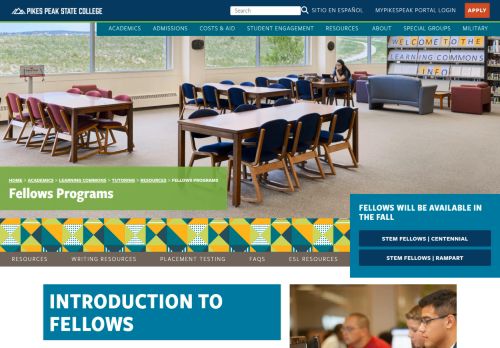 PIKES PEAK STATE COLLEGE
Search
SITIO EN ESPAÑOL
MYPIKESPEAK PORTAL LOGIN
APPLY
ACADEMICS ADMISSIONS COSTS & AID STUDENT ENGAGEMENT RESOURCES ABOUT SPECIAL GROUPS MILITARY
WELCOME TO THE
LEARNING COMMONS
INFO
HOME > ACADEMICS > LEARNING COMMONS > TUTORING > RESOURCES > FELLOWS PROGRAMS
Fellows Programs
FELLOWS WILL BE AVAILABLE IN
THE FALL
STEM FELLOWS | CENTENNIAL
STEM FELLOWS | RAMPART
RESOURCES WRITING RESOURCES PLACEMENT TESTING FAQS ESL RESOURCES
INTRODUCTION TO
FELLOWS